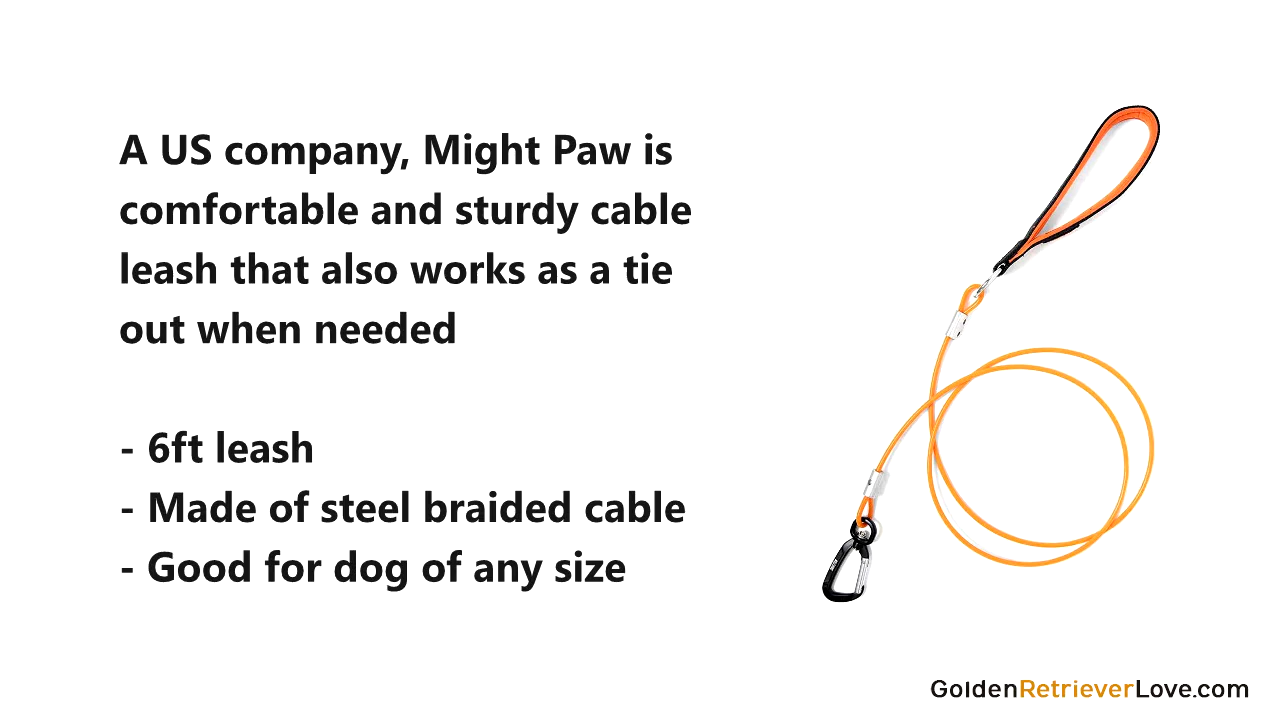 A US company, Might Paw is
comfortable and sturdy cable
leash that also works as a tie
out when needed
- 6ft leash
- Made of steel braided cable
- Good for dog of any size
GoldenRetrieverLove.com